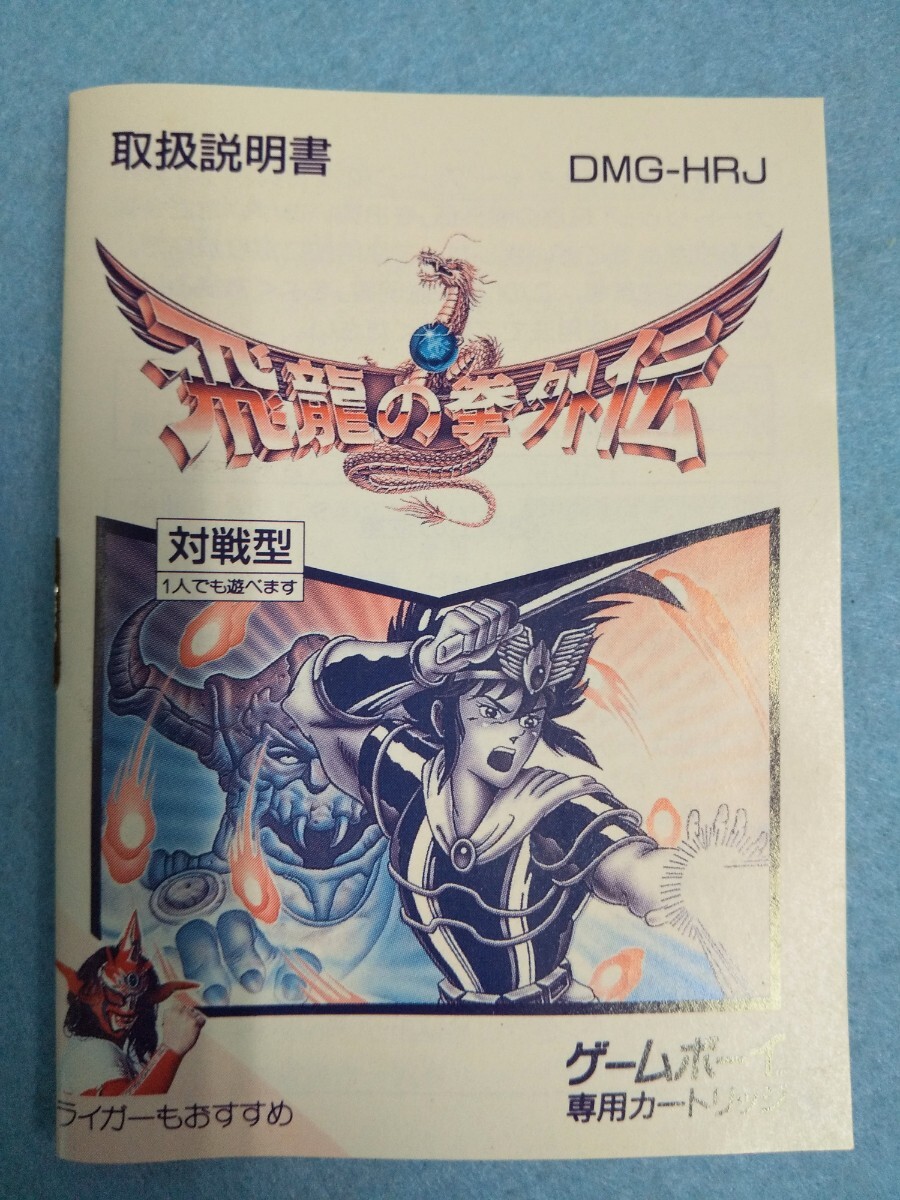 取扱説明書
DMG-HRJ
飛龍の拳外伝
対戦型
1人でも遊べます
ライガーもおすすめ
ゲームボーイ
専用カートリッジ